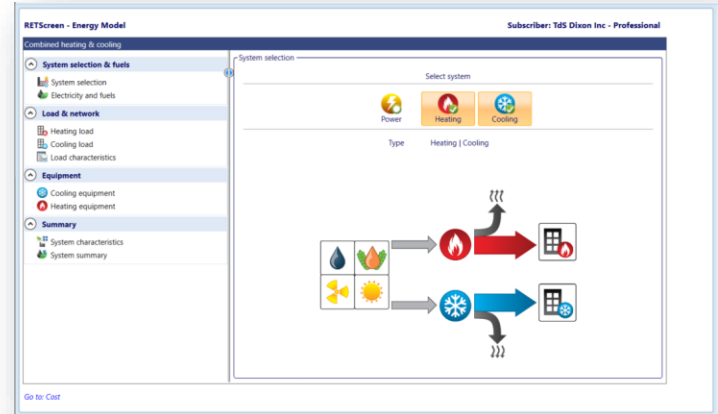 RETScreen - Energy Model
Subscriber: TdS Dixon Inc - Professional
Combined heating & cooling
System selection & fuels
System selection
Electricity and fuels
Load & network
Heating load
Cooling load
Load characteristics
Equipment
Cooling equipment
Heating equipment
Summary
System characteristics
System summary
System selection
Select system
Power
Heating
Cooling
Type
Heating | Cooling
Go to: Cost